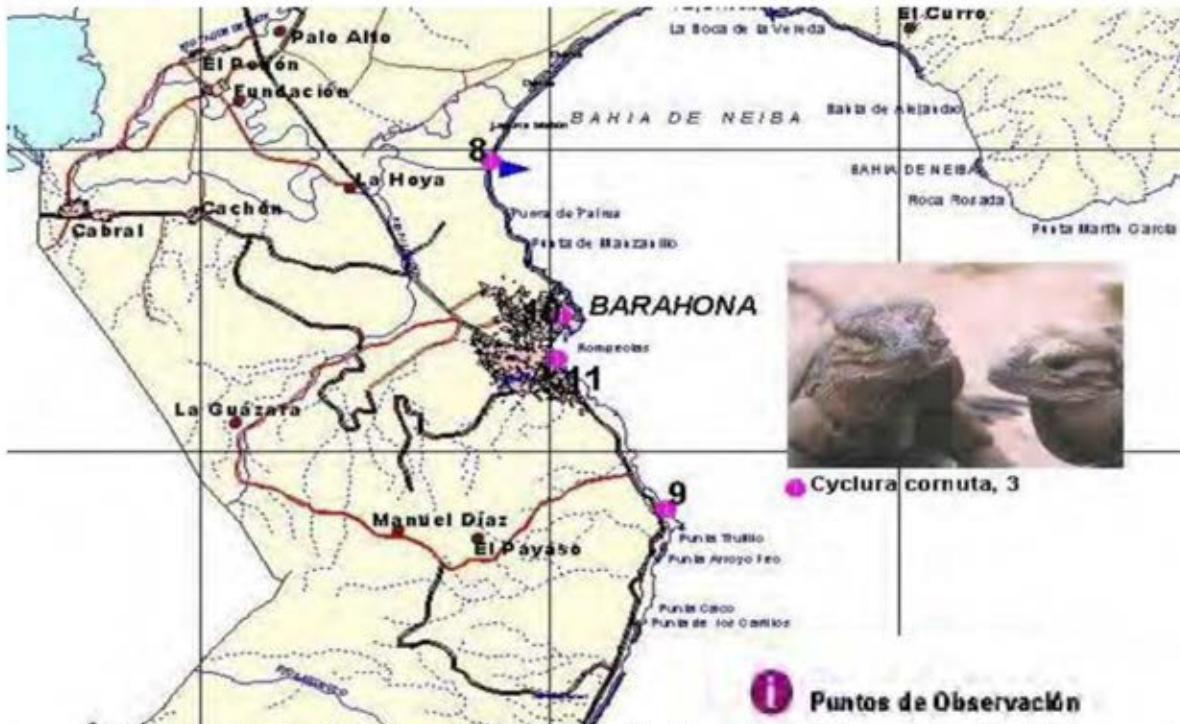 El Curro
La Boca de la Vereda
Palo Alto
El Peñón
Fundación
BAHIA DE NEIBA
Bahia de Alejandro
8
La Hoya
BAHIA DE NEIBA
Roca Rosada
Cachón
Cabral
Punta de Palma
Punta Martín García
Punta de Manzanillo
10
BARAHONA
Rompeolas
11
La Guázara
9
Cyclura cornuta, 3
Manuel Díaz
El Payaso
Punta Trujillo
Punta Arroyo Feo
Punta
Punta de los Carrillos
Puntos de Observación